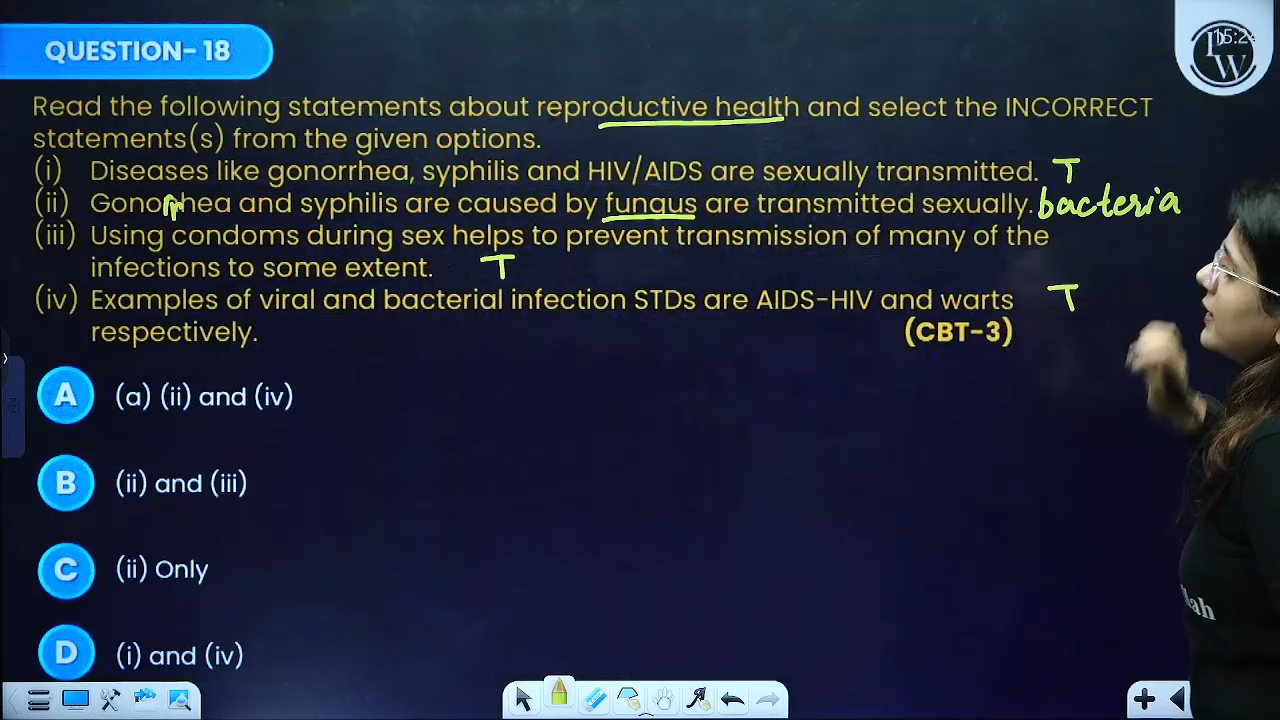 QUESTION- 18
15:24
PW
Read the following statements about reproductive health and select the INCORRECT
statements(s) from the given options.
(i) Diseases like gonorrhea, syphilis and HIV/AIDS are sexually transmitted. T
(ii) Gonorrhea and syphilis are caused by fungus are transmitted sexually. bacteria
(iii) Using condoms during sex helps to prevent transmission of many of the
infections to some extent. T
(iv) Examples of viral and bacterial infection STDs are AIDS-HIV and warts T
respectively. (CBT-3)
A (a) (ii) and (iv)
B (ii) and (iii)
C (ii) Only
D (i) and (iv)